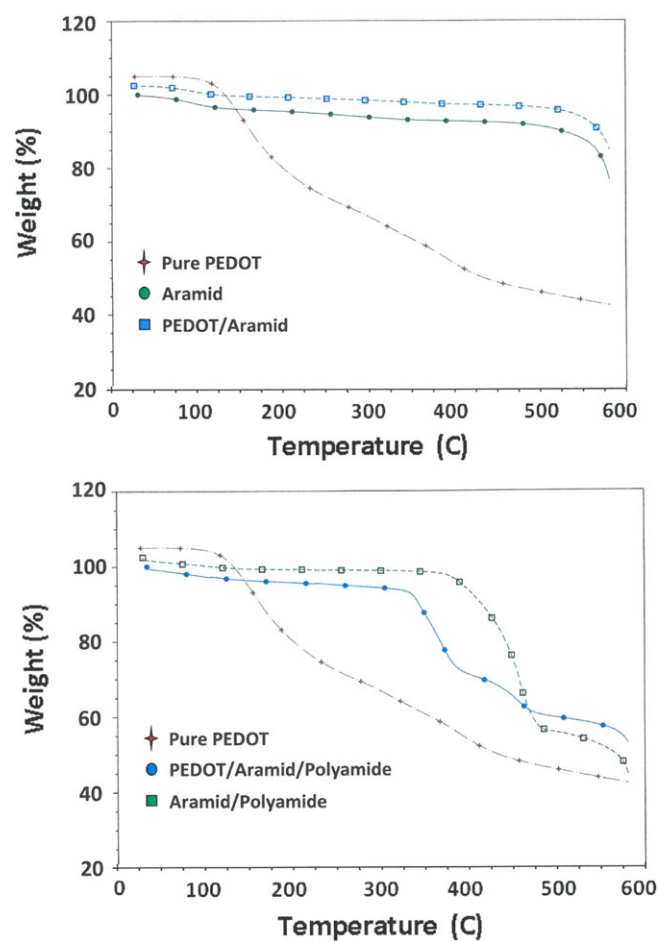 120
100
80
60
40
20
Weight (%)
Pure PEDOT
Aramid
PEDOT/Aramid
0 100 200 300 400 500 600
Temperature (C)
120
100
80
60
40
20
Weight (%)
Pure PEDOT
PEDOT/Aramid/Polyamide
Aramid/Polyamide
0 100 200 300 400 500 600
Temperature (C)